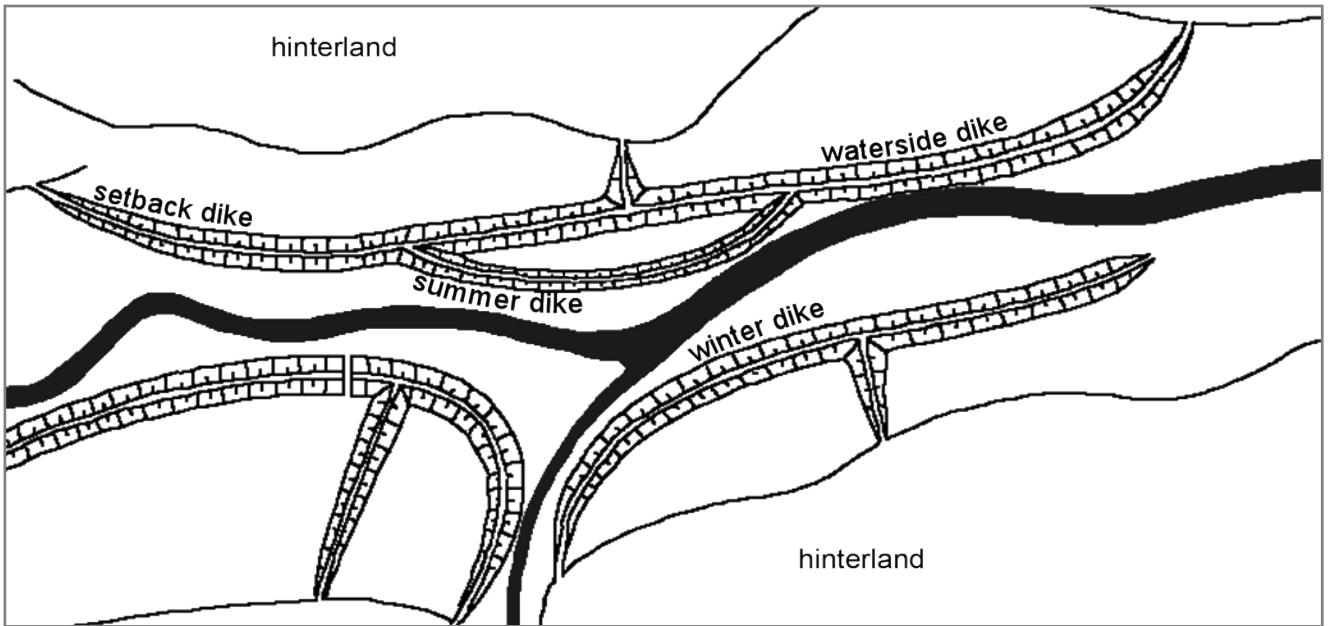 hinterland
waterside dike
setback dike
summer dike
winter dike
hinterland